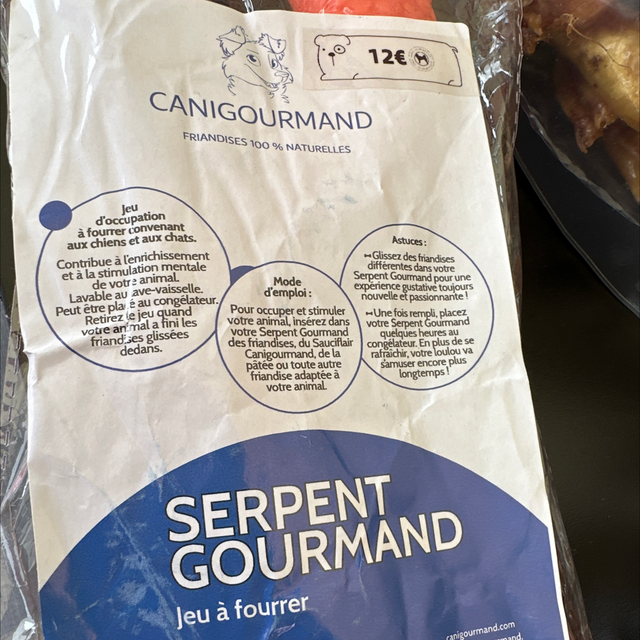 12€
CANIGOURMAND
FRIANDISES 100 % NATURELLES
Jeu
d'occupation
à fourrer convenant
aux chiens et aux chats.
Contribue à l'enrichissement
et à la stimulation mentale
de votre animal.
Lavable au lave-vaisselle.
Peut être placé au congélateur.
Retirez le jeu quand
votre animal a fini les
friandises glissées
dedans.
Mode
d'emploi :
Pour occuper et stimuler
votre animal, insérez dans
votre Serpent Gourmand
des friandises, du Sauciflair
Canigourmand, de la
pâtée ou toute autre
friandise adaptée à
votre animal.
Astuces :
Glissez des friandises
différentes dans votre
Serpent Gourmand pour une
expérience gustative toujours
nouvelle et passionnante !
Une fois rempli, placez
votre Serpent Gourmand
quelques heures au
congélateur. En plus de se
rafraîchir, votre loulou va
s'amuser encore plus
longtemps !
SERPENT
GOURMAND
Jeu à fourrer
canigourmand.com